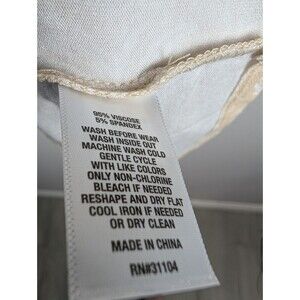 95% VISCOSE
5% SPANDEX
WASH BEFORE WEAR
WASH INSIDE OUT
MACHINE WASH COLD
GENTLE CYCLE
WITH LIKE COLORS
ONLY NON-CHLORINE
BLEACH IF NEEDED
RESHAPE AND DRY FLAT
COOL IRON IF NEEDED
OR DRY CLEAN
MADE IN CHINA
RN#31104